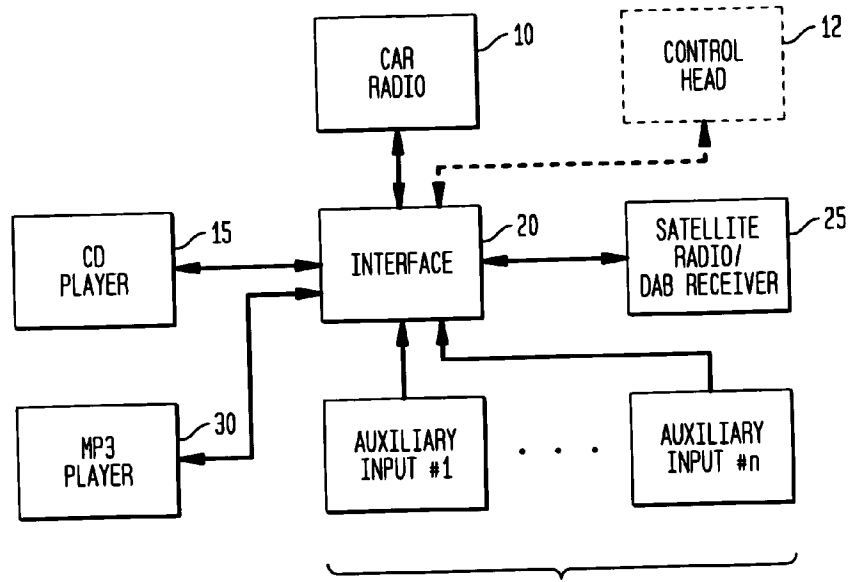 CAR
RADIO
10
CONTROL
HEAD
12
CD
PLAYER
15
INTERFACE
20
SATELLITE
RADIO/
DAB RECEIVER
25
MP3
PLAYER
30
AUXILIARY
INPUT #1
. . . .
AUXILIARY
INPUT #n